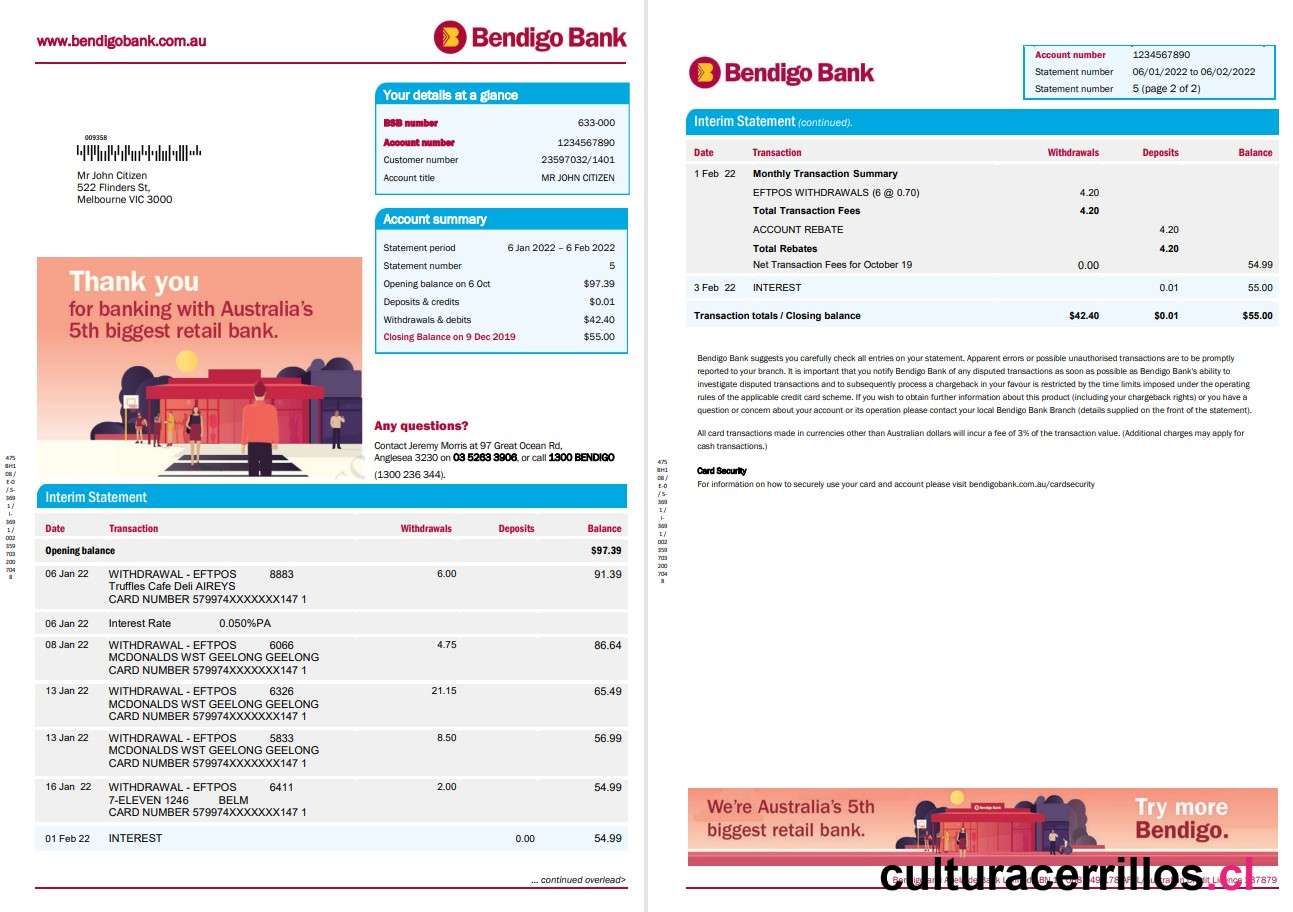 www.bendigobank.com.au
Bendigo Bank
Your details at a glance
BSB number 633-000
Account number 1234567890
Customer number 23597032/1401
Account title MR JOHN CITIZEN
009358
Mr John Citizen
522 Flinders St,
Melbourne VIC 3000
Account summary
Statement period 6 Jan 2022 – 6 Feb 2022
Statement number 5
Opening balance on 6 Oct $97.39
Deposits & credits $0.01
Withdrawals & debits $42.40
Closing Balance on 9 Dec 2019 $55.00
Thank you
for banking with Australia's
5th biggest retail bank.
Any questions?
Contact Jeremy Morris at 97 Great Ocean Rd,
Anglesea 3230 on 03 5263 3906, or call 1300 BENDIGO
(1300 236 344).
475
BH1
08 /
E-0
/ S-
369
1 /
I-
369
1 /
002
359
703
200
704
8
Interim Statement
Date Transaction Withdrawals Deposits Balance
Opening balance $97.39
06 Jan 22 WITHDRAWAL - EFTPOS 8883 6.00 91.39
Truffles Cafe Deli AIREYS
CARD NUMBER 579974XXXXXXX147 1
06 Jan 22 Interest Rate 0.050%PA
08 Jan 22 WITHDRAWAL - EFTPOS 6066 4.75 86.64
MCDONALDS WST GEELONG GEELONG
CARD NUMBER 579974XXXXXXX147 1
13 Jan 22 WITHDRAWAL - EFTPOS 6326 21.15 65.49
MCDONALDS WST GEELONG GEELONG
CARD NUMBER 579974XXXXXXX147 1
13 Jan 22 WITHDRAWAL - EFTPOS 5833 8.50 56.99
MCDONALDS WST GEELONG GEELONG
CARD NUMBER 579974XXXXXXX147 1
16 Jan 22 WITHDRAWAL - EFTPOS 6411 2.00 54.99
7-ELEVEN 1246 BELM
CARD NUMBER 579974XXXXXXX147 1
01 Feb 22 INTEREST 0.00 54.99
... continued overlead>
Bendigo Bank
Account number 1234567890
Statement number 06/01/2022 to 06/02/2022
Statement number 5 (page 2 of 2)
Interim Statement (continued).
Date Transaction Withdrawals Deposits Balance
1 Feb 22 Monthly Transaction Summary
EFTPOS WITHDRAWALS (6 @ 0.70) 4.20
Total Transaction Fees 4.20
ACCOUNT REBATE 4.20
Total Rebates 4.20
Net Transaction Fees for October 19 0.00 54.99
3 Feb 22 INTEREST 0.01 55.00
Transaction totals / Closing balance $42.40 $0.01 $55.00
Bendigo Bank suggests you carefully check all entries on your statement. Apparent errors or possible unauthorised transactions are to be promptly
reported to your branch. It is important that you notify Bendigo Bank of any disputed transactions as soon as possible as Bendigo Bank's ability to
investigate disputed transactions and to subsequently process a chargeback in your favour is restricted by the time limits imposed under the operating
rules of the applicable credit card scheme. If you wish to obtain further information about this product (including your chargeback rights) or you have a
question or concern about your account or its operation please contact your local Bendigo Bank Branch (details supplied on the front of the statement).
All card transactions made in currencies other than Australian dollars will incur a fee of 3% of the transaction value. (Additional charges may apply for
cash transactions.)
Card Security
For information on how to securely use your card and account please visit bendigobank.com.au/cardsecurity
475
BH1
08 /
E-0
/ S-
369
1 /
I-
369
1 /
002
359
703
200
704
8
We're Australia's 5th
biggest retail bank.
Bendigo Bank
Try more
Bendigo.
culturacerrillos.cl